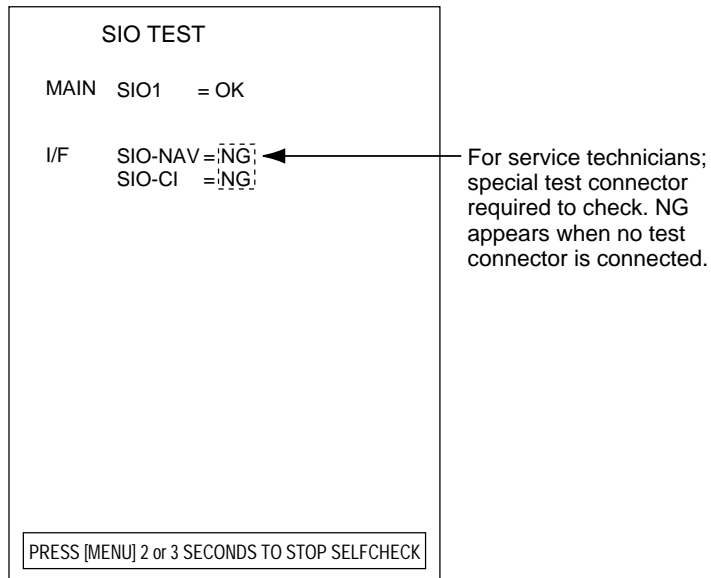 SIO TEST
MAIN SIO1 = OK
I/F SIO-NAV = NG
SIO-CI = NG
For service technicians;
special test connector
required to check. NG
appears when no test
connector is connected.
PRESS [MENU] 2 or 3 SECONDS TO STOP SELFCHECK